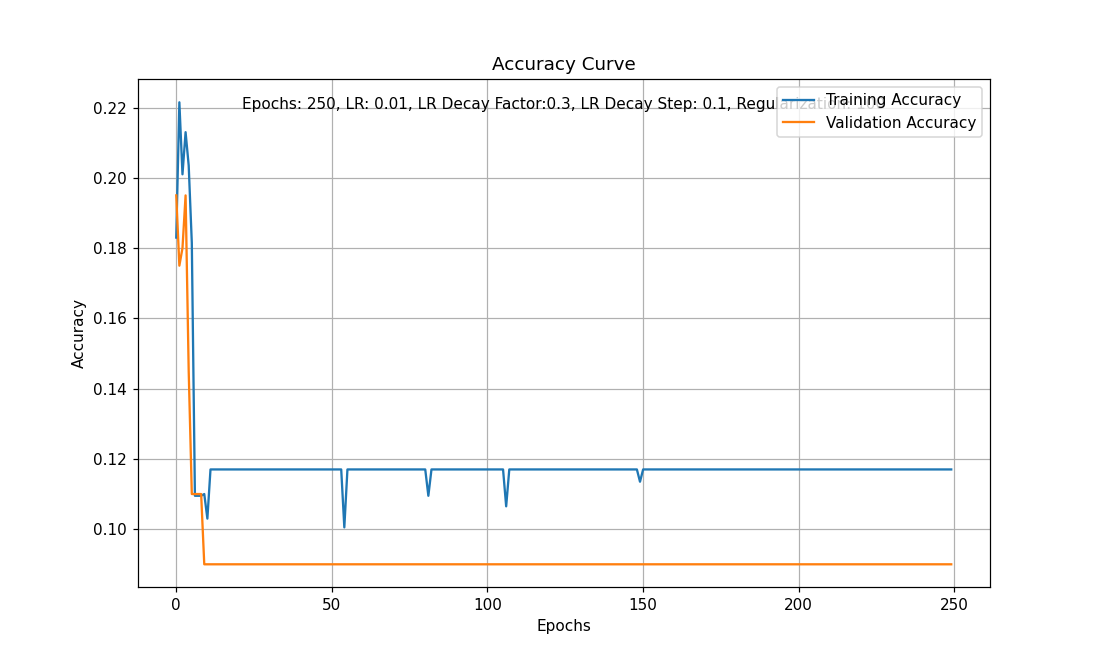 Accuracy Curve
Epochs: 250, LR: 0.01, LR Decay Factor:0.3, LR Decay Step: 0.1, Regularization:
Training Accuracy
Validation Accuracy
Accuracy
0.22
0.20
0.18
0.16
0.14
0.12
0.10
0
50
100
150
200
250
Epochs